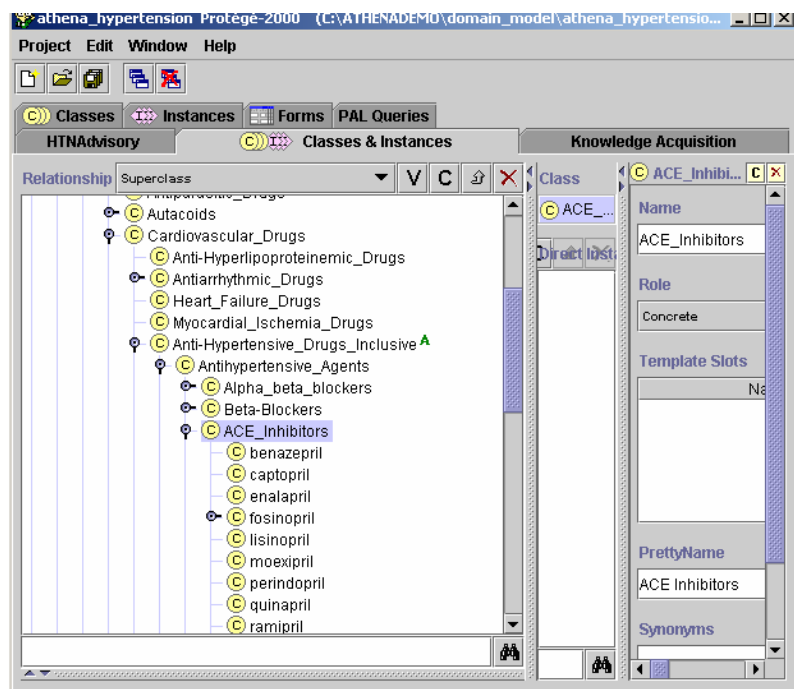 athena_hypertension Protégé-2000 (C:\ATHENADEMO\domain_model\athena_hypertensio...
Project Edit Window Help
Classes Instances Forms PAL Queries
HTNAdvisory Classes & Instances Knowledge Acquisition
Relationship Superclass V C
Autacoids
Cardiovascular_Drugs
Anti-Hyperlipoproteinemic_Drugs
Antiarrhythmic_Drugs
Heart_Failure_Drugs
Myocardial_Ischemia_Drugs
Anti-Hypertensive_Drugs_Inclusive A
Antihypertensive_Agents
Alpha_beta_blockers
Beta-Blockers
ACE_Inhibitors
benazepril
captopril
enalapril
fosinopril
lisinopril
moexipril
perindopril
quinapril
ramipril
Class
ACE_...
Direct Inst
ACE_Inhibi... C
Name
ACE_Inhibitors
Role
Concrete
Template Slots
Na
PrettyName
ACE Inhibitors
Synonyms